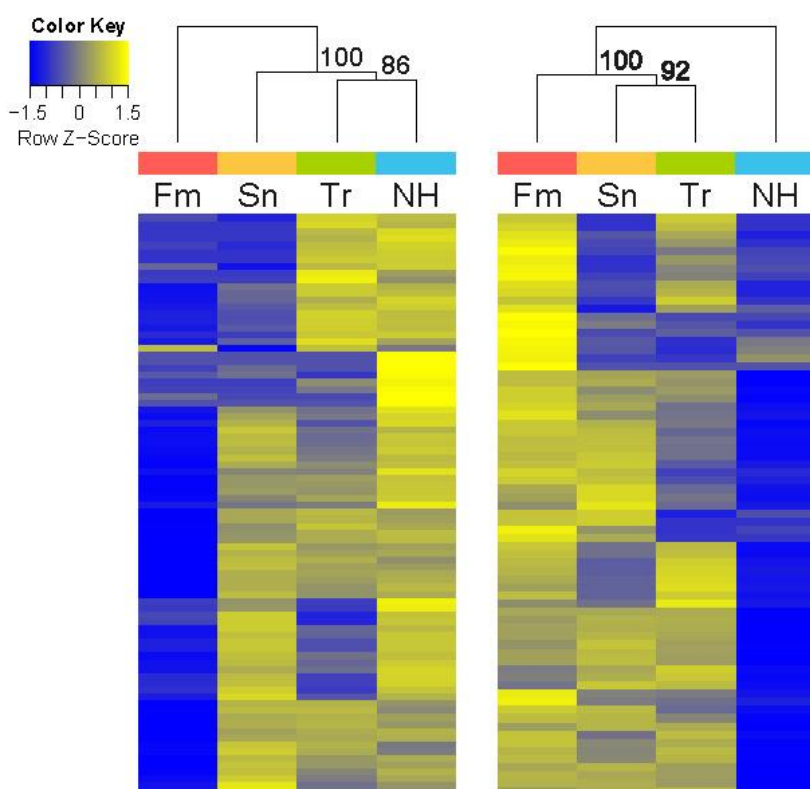 Color Key
−1.5 0 1.5
Row Z−Score
100
86
Fm Sn Tr NH
100
92
Fm Sn Tr NH